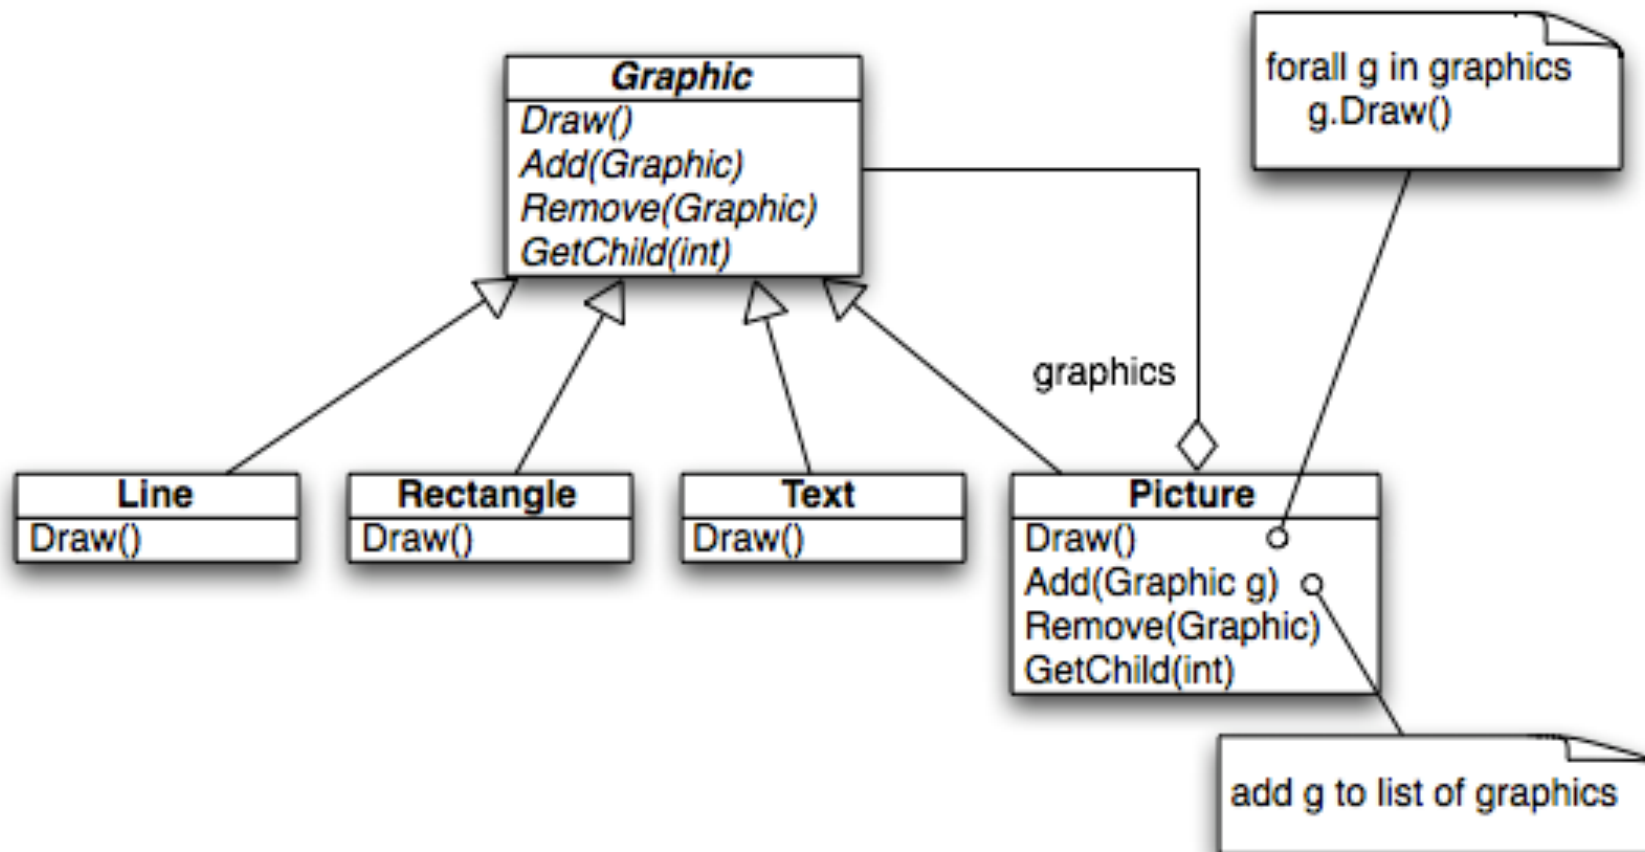 Graphic
Draw()
Add(Graphic)
Remove(Graphic)
GetChild(int)
forall g in graphics
g.Draw()
graphics
Line
Draw()
Rectangle
Draw()
Text
Draw()
Picture
Draw()
Add(Graphic g)
Remove(Graphic)
GetChild(int)
add g to list of graphics